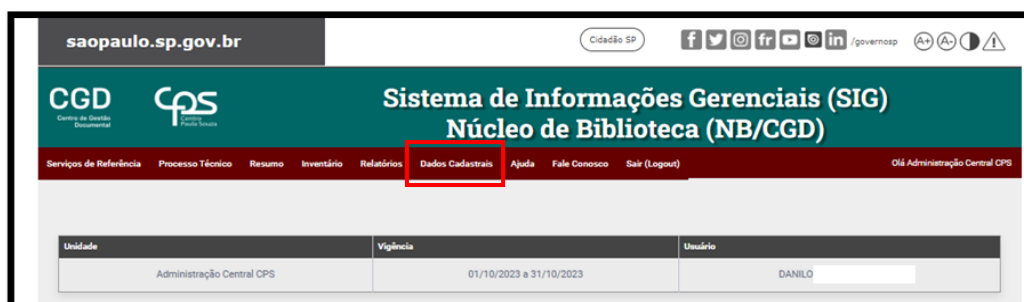 saopaulo.sp.gov.br
Cidadão SP
/governosp
A+ A-
CGD
Centro de Gestão
Documental
cps
Centro
Paula Souza
Sistema de Informações Gerenciais (SIG)
Núcleo de Biblioteca (NB/CGD)
Serviços de Referência Processo Técnico Resumo Inventário Relatórios Dados Cadastrais Ajuda Fale Conosco Sair (Logout) Olá Administração Central CPS
Unidade Vigência Usuário
Administração Central CPS 01/10/2023 a 31/10/2023 DANILO